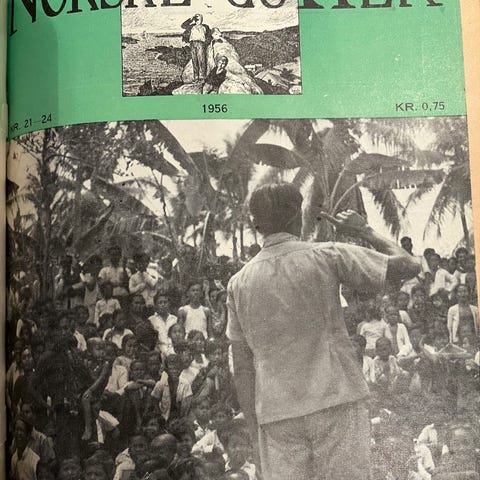 NORSKE GUTTER
1956
NR. 21—24
KR. 0,75